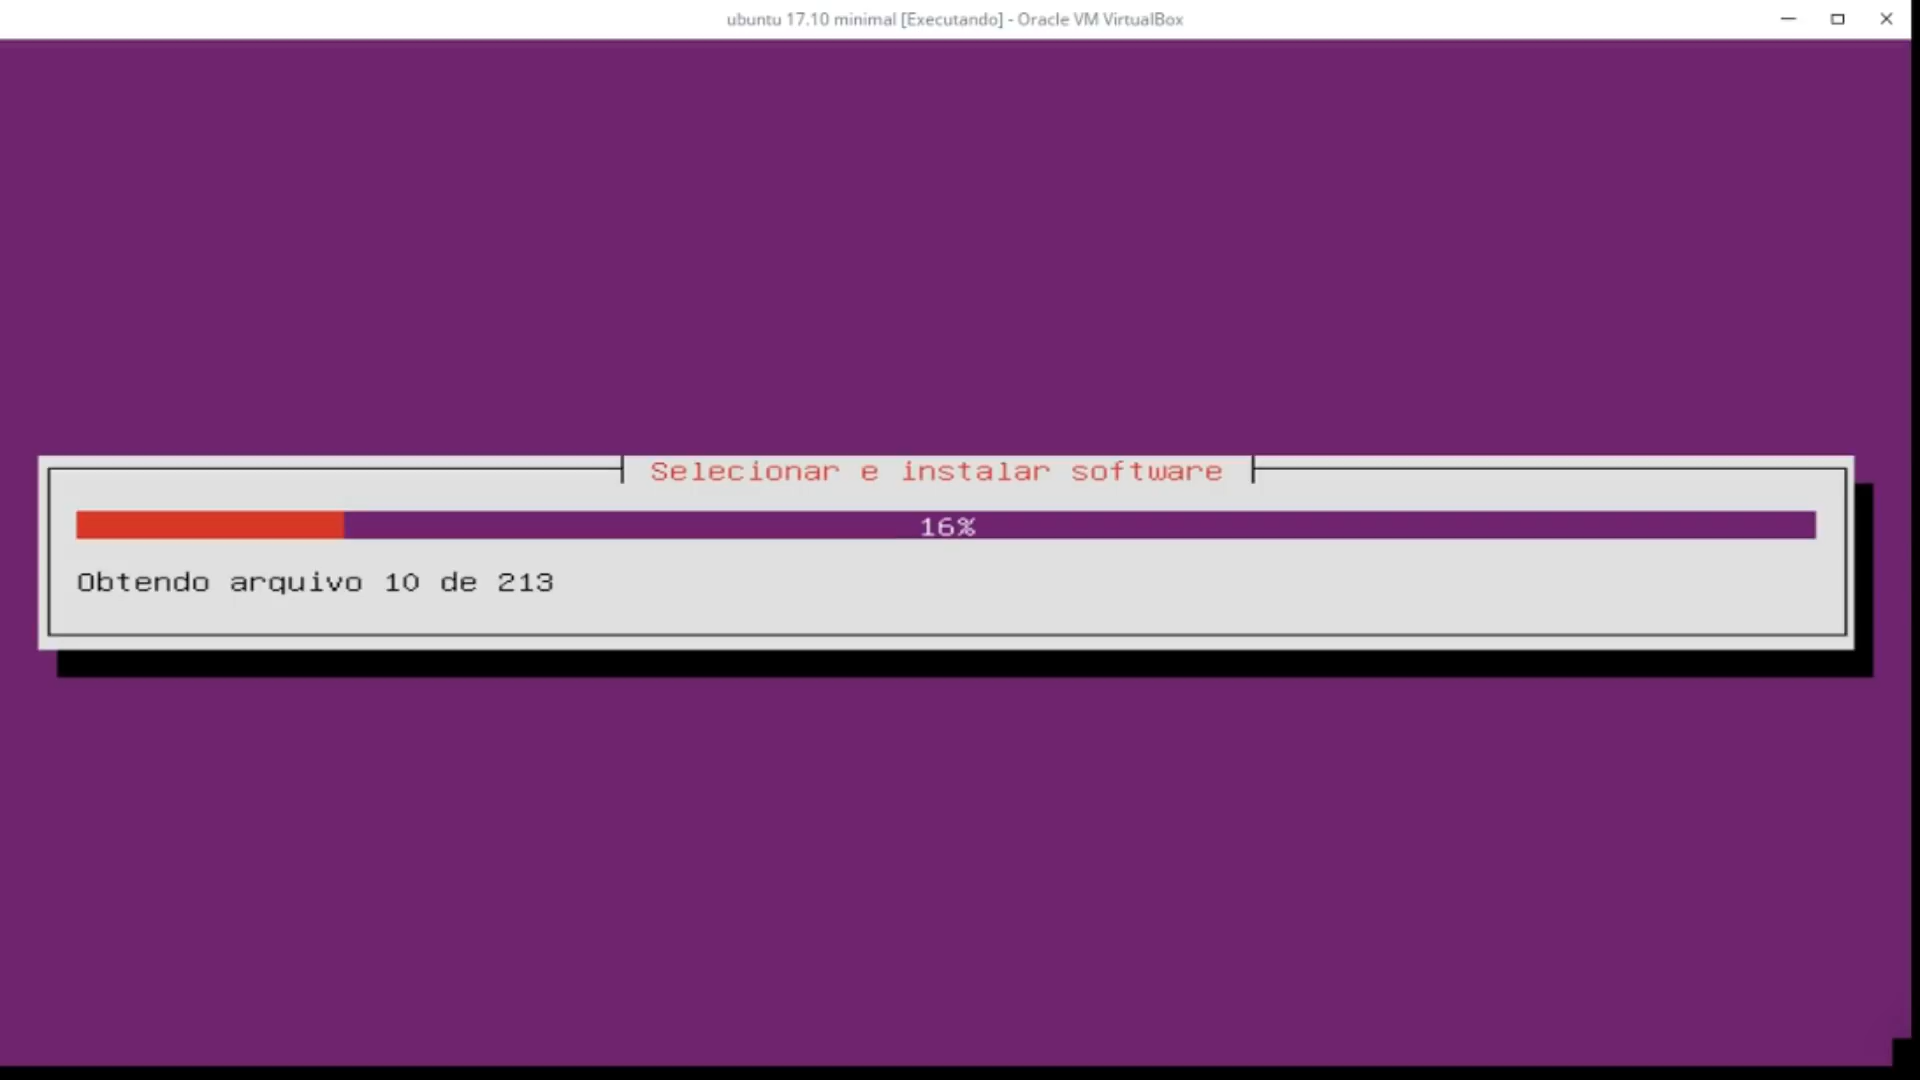 ubuntu 17.10 minimal [Executando] - Oracle VM VirtualBox
Selecionar e instalar software
16%
Obtendo arquivo 10 de 213